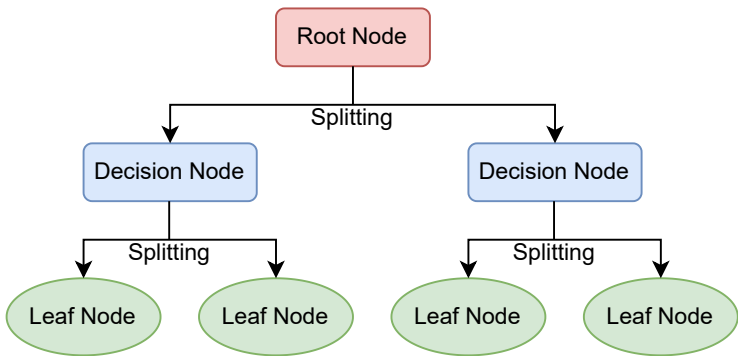 Root Node
Splitting
Decision Node
Decision Node
Splitting
Splitting
Leaf Node
Leaf Node
Leaf Node
Leaf Node